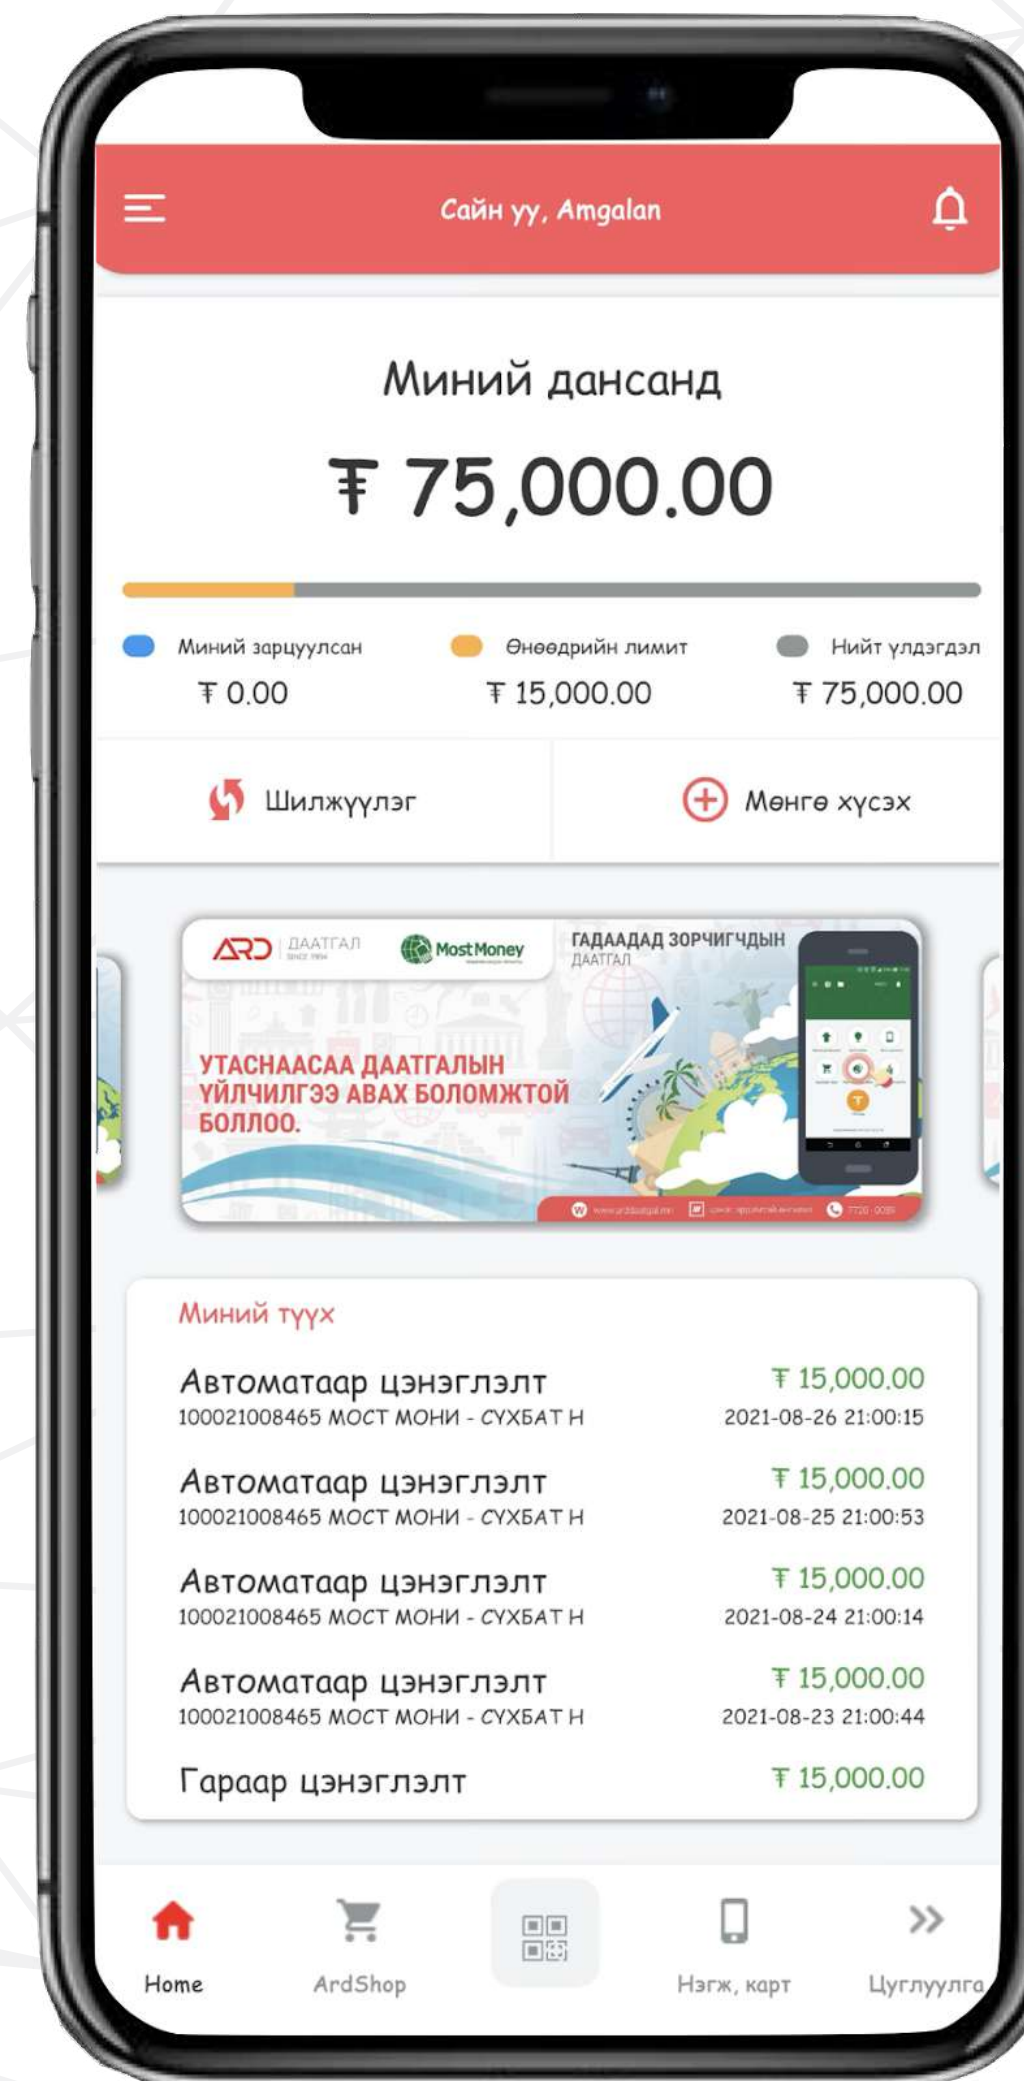 Сайн уу, Amgalan
Миний дансанд
₮ 75,000.00
Миний зарцуулсан
₮ 0.00
Өнөөдрийн лимит
₮ 15,000.00
Нийт үлдэгдэл
₮ 75,000.00
Шилжүүлэг
Мөнгө хүсэх
ARD ДААТГАЛ
SINCE 1994
MostMoney
ГАДААДАД ЗОРЧИГЧДЫН
ДААТГАЛ
УТАСНААСАА ДААТГАЛЫН
ҮЙЛЧИЛГЭЭ АВАХ БОЛОМЖТОЙ
БОЛЛОО.
www.arddaatgal.mn
Миний түүх
Автоматаар цэнэглэлт ₮ 15,000.00
100021008465 МОСТ МОНИ - СҮХБАТ Н 2021-08-26 21:00:15
Автоматаар цэнэглэлт ₮ 15,000.00
100021008465 МОСТ МОНИ - СҮХБАТ Н 2021-08-25 21:00:53
Автоматаар цэнэглэлт ₮ 15,000.00
100021008465 МОСТ МОНИ - СҮХБАТ Н 2021-08-24 21:00:14
Автоматаар цэнэглэлт ₮ 15,000.00
100021008465 МОСТ МОНИ - СҮХБАТ Н 2021-08-23 21:00:44
Гараар цэнэглэлт ₮ 15,000.00
Home
ArdShop
Нэгж, карт
Цуглуулга